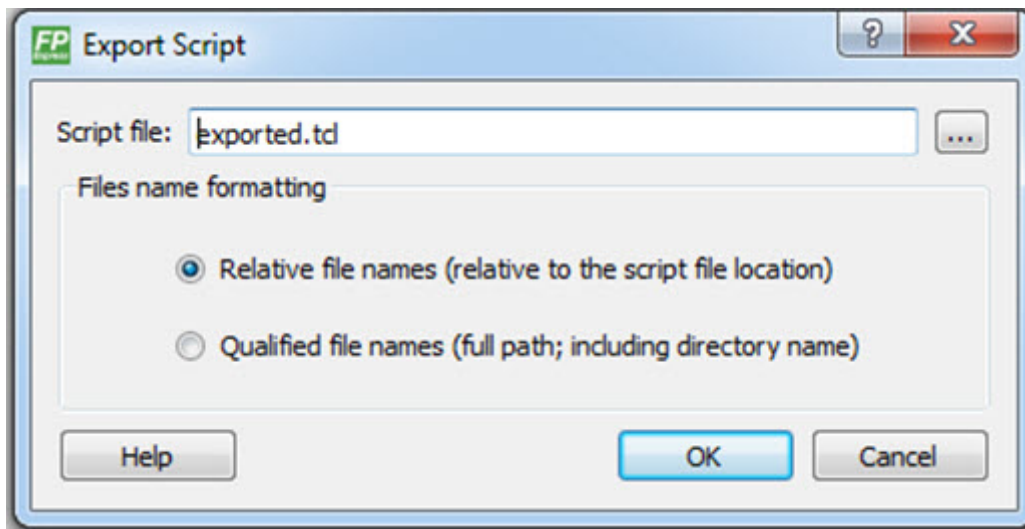 FP Export Script
Express
Script file: exported.tcl ...
Files name formatting
Relative file names (relative to the script file location)
Qualified file names (full path; including directory name)
Help OK Cancel